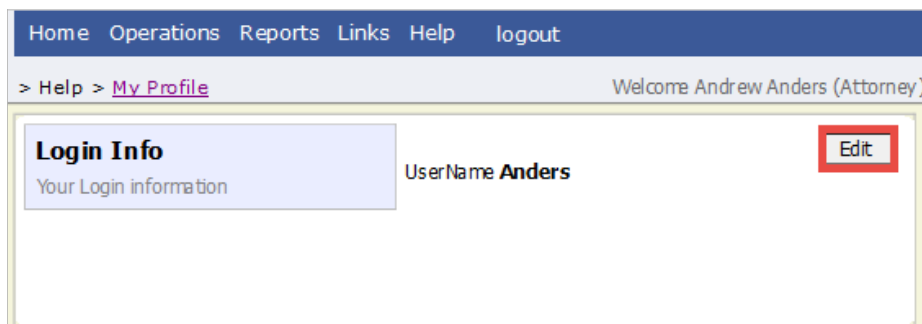 Home Operations Reports Links Help logout
> Help > My Profile Welcome Andrew Anders (Attorney)
Login Info
Your Login information
UserName Anders
Edit